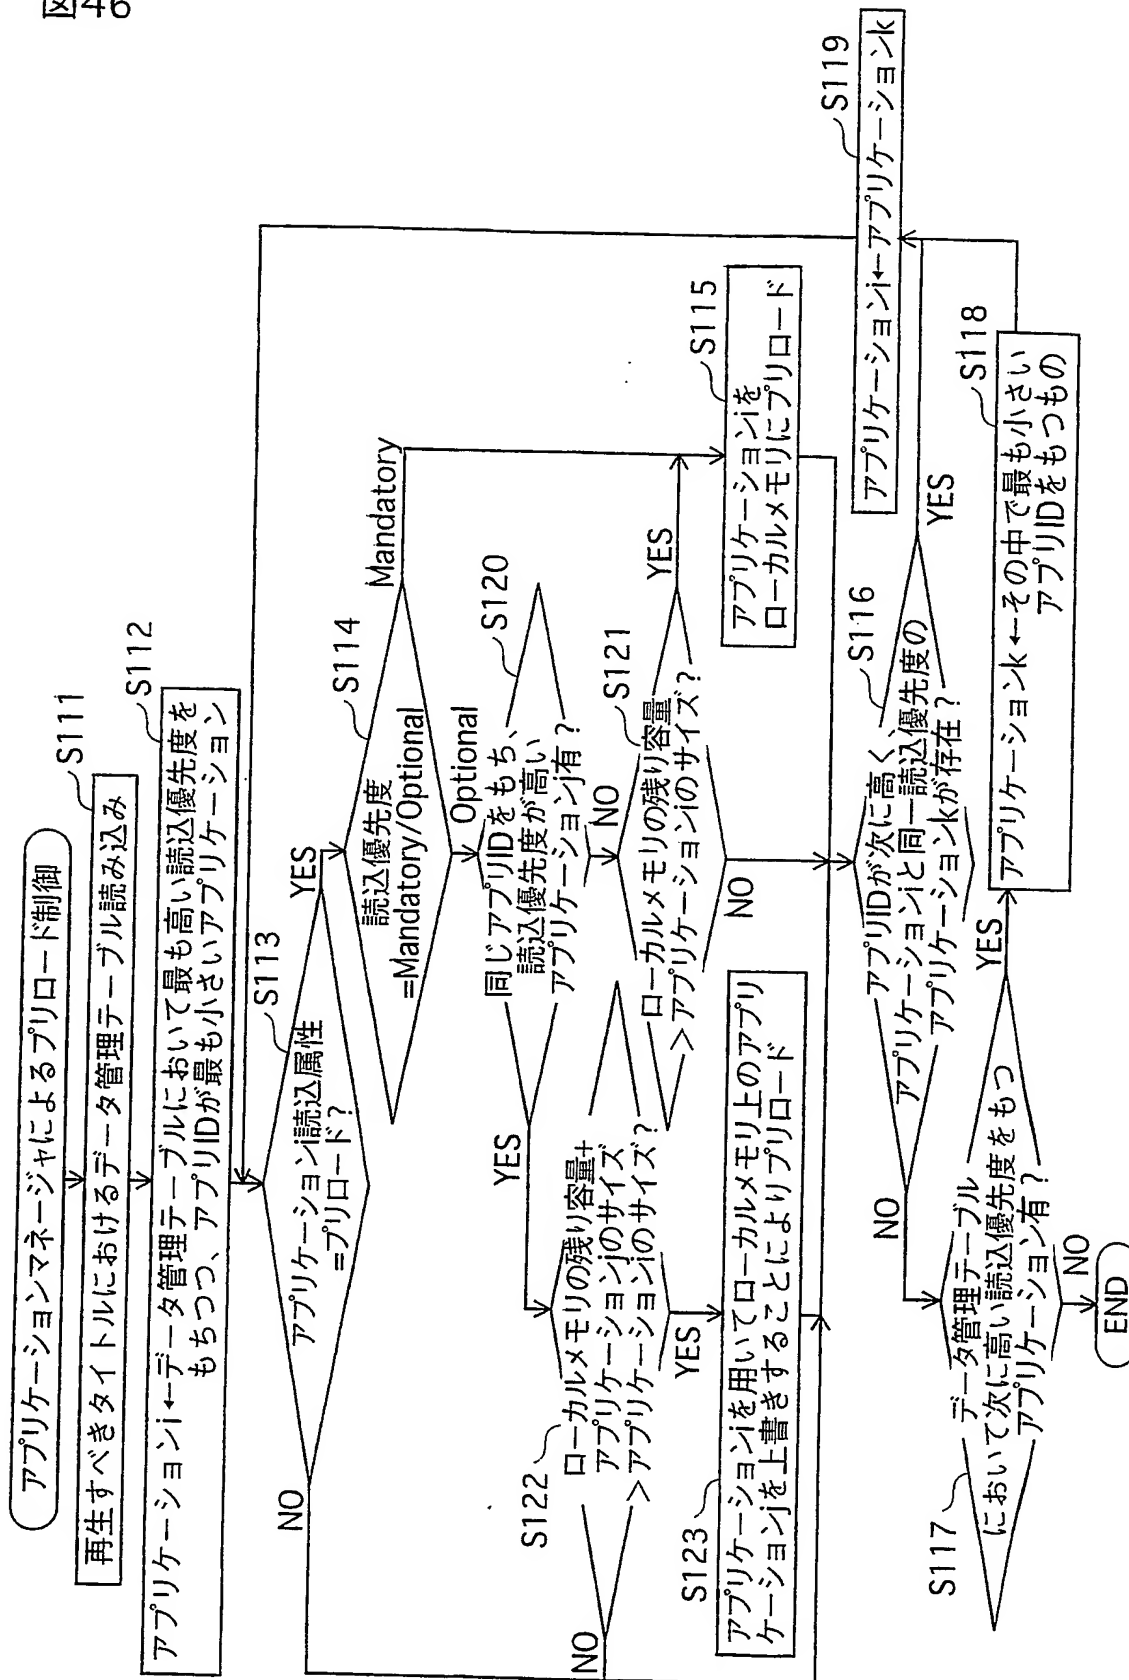 図46
アプリケーションマネージャによるプリロード制御
S111
再生すべきタイトルにおけるデータ管理テーブル読み込み
S112
アプリケーションi←データ管理テーブルにおいて最も高い読込優先度を
もちつつ、アプリIDが最も小さいアプリケーション
S113
アプリケーションi読込属性
=プリロード?
YES
NO
S114
読込優先度
=Mandatory/Optional
Mandatory
Optional
S120
同じアプリIDをもち、
読込優先度が高い
アプリケーションj有?
YES
NO
S121
ローカルメモリの残り容量
>アプリケーションiのサイズ?
YES
NO
S115
アプリケーションiを
ローカルメモリにプリロード
S122
ローカルメモリの残り容量+
アプリケーションjのサイズ
>アプリケーションiのサイズ?
NO
YES
S123
アプリケーションiを用いてローカルメモリ上のアプリ
ケーションjを上書きすることによりプリロード
S116
アプリIDが次に高く、
アプリケーションiと同一読込優先度の
アプリケーションkが存在?
YES
NO
S119
アプリケーションi←アプリケーションk
S117
データ管理テーブル
において次に高い読込優先度をもつ
アプリケーション有?
YES
NO
S118
アプリケーションk←その中で最も小さい
アプリIDをもつもの
END